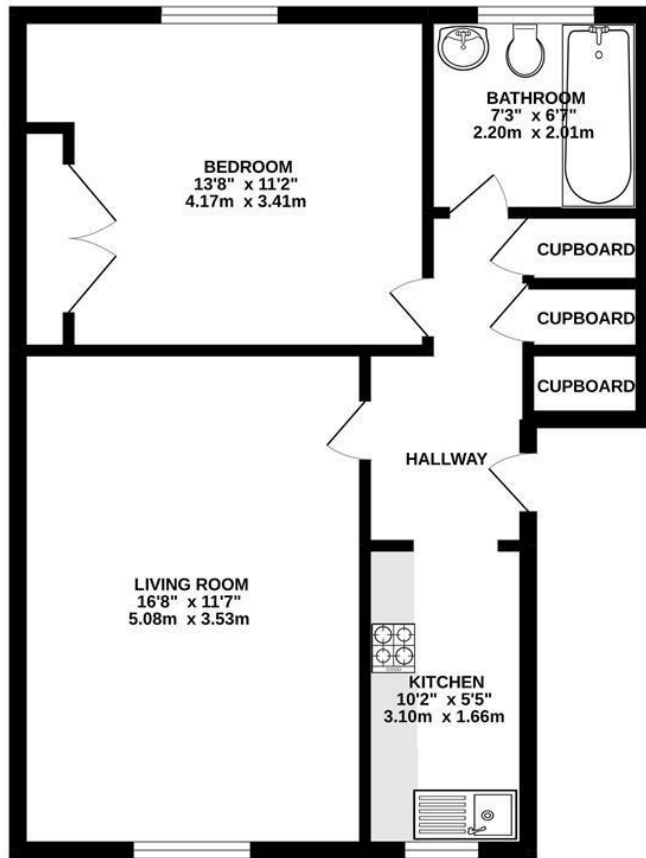 BATHROOM
7'3" x 6'7"
2.20m x 2.01m
BEDROOM
13'8" x 11'2"
4.17m x 3.41m
CUPBOARD
CUPBOARD
CUPBOARD
HALLWAY
LIVING ROOM
16'8" x 11'7"
5.08m x 3.53m
KITCHEN
10'2" x 5'5"
3.10m x 1.66m